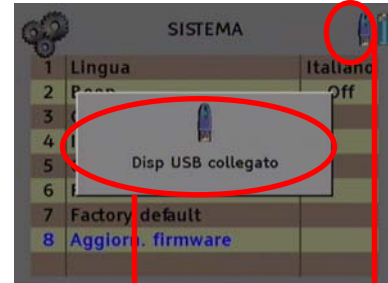 SISTEMA
1 Lingua Italiano
2 Off
3
4
5
Disp USB collegato
6
7 Factory default
8 Aggiorn. firmware